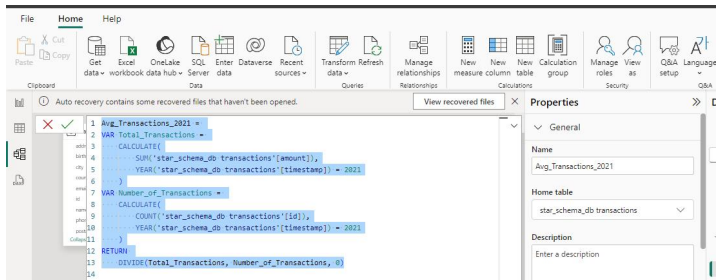 File Home Help
Cut
Copy
Paste
Get data
Excel workbook
OneLake data hub
SQL Server
Enter data
Dataverse
Recent sources
Transform data
Refresh
Manage relationships
New measure
New column
New table
Calculation group
Manage roles
View as
Q&A setup
Language
Clipboard
Data
Queries
Relationships
Calculations
Security
Q&A
Auto recovery contains some recovered files that haven't been opened.
View recovered files
1 Avg_Transactions_2021 =
2 VAR Total_Transactions =
3 CALCULATE(
4 SUM('star_schema_db transactions'[amount]),
5 YEAR('star_schema_db transactions'[timestamp]) = 2021
6 )
7 VAR Number_of_Transactions =
8 CALCULATE(
9 COUNT('star_schema_db transactions'[id]),
10 YEAR('star_schema_db transactions'[timestamp]) = 2021
11 )
12 RETURN
13 DIVIDE(Total_Transactions, Number_of_Transactions, 0)
14
city
id
Properties
General
Name
Avg_Transactions_2021
Home table
star_schema_db transactions
Description
Enter a description